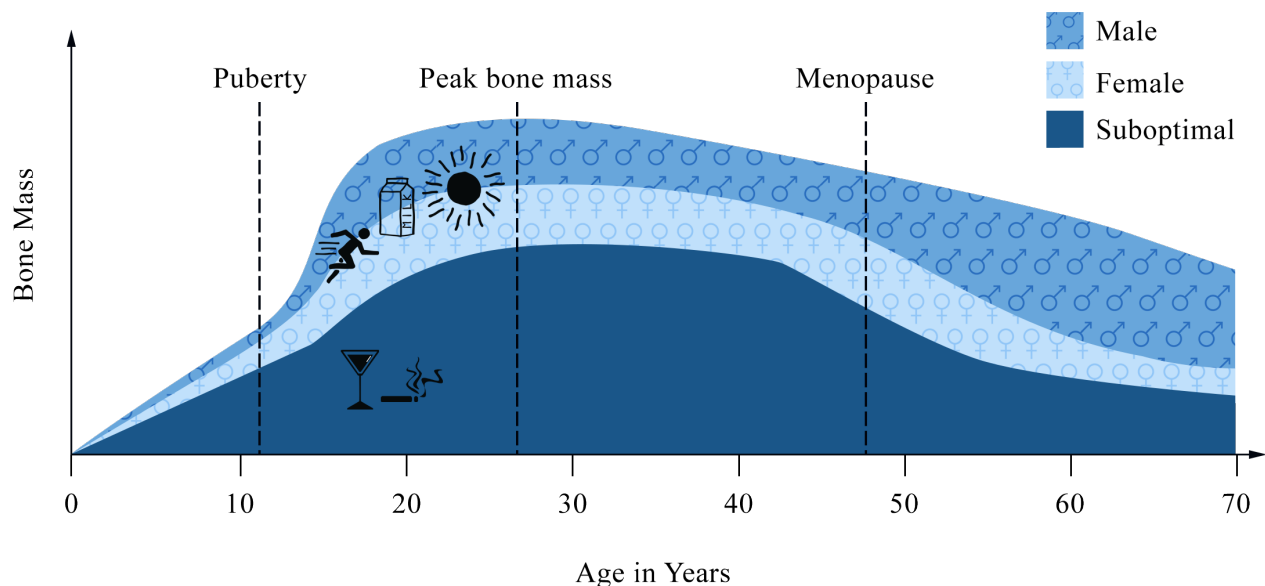 Male
Puberty
Peak bone mass
Menopause
Female
Suboptimal
MILK
Bone Mass
0
10
20
30
40
50
60
70
Age in Years